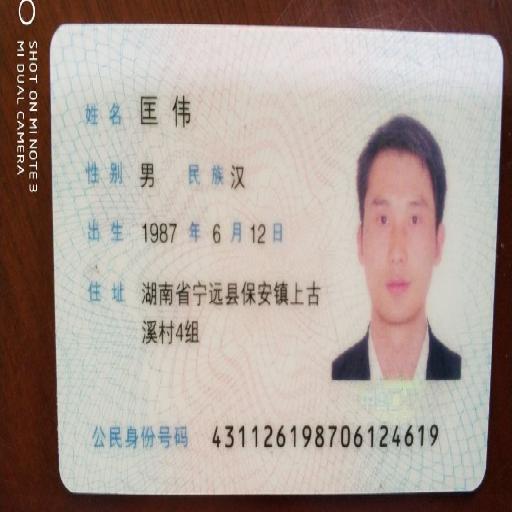 姓名 匡伟
性别 男 民族 汉
出生 1987 年 6 月 12 日
住址 湖南省宁远县保安镇上古
溪村4组
公民身份号码 431126198706124619
SHOT ON MI NOTE 3
MI DUAL CAMERA